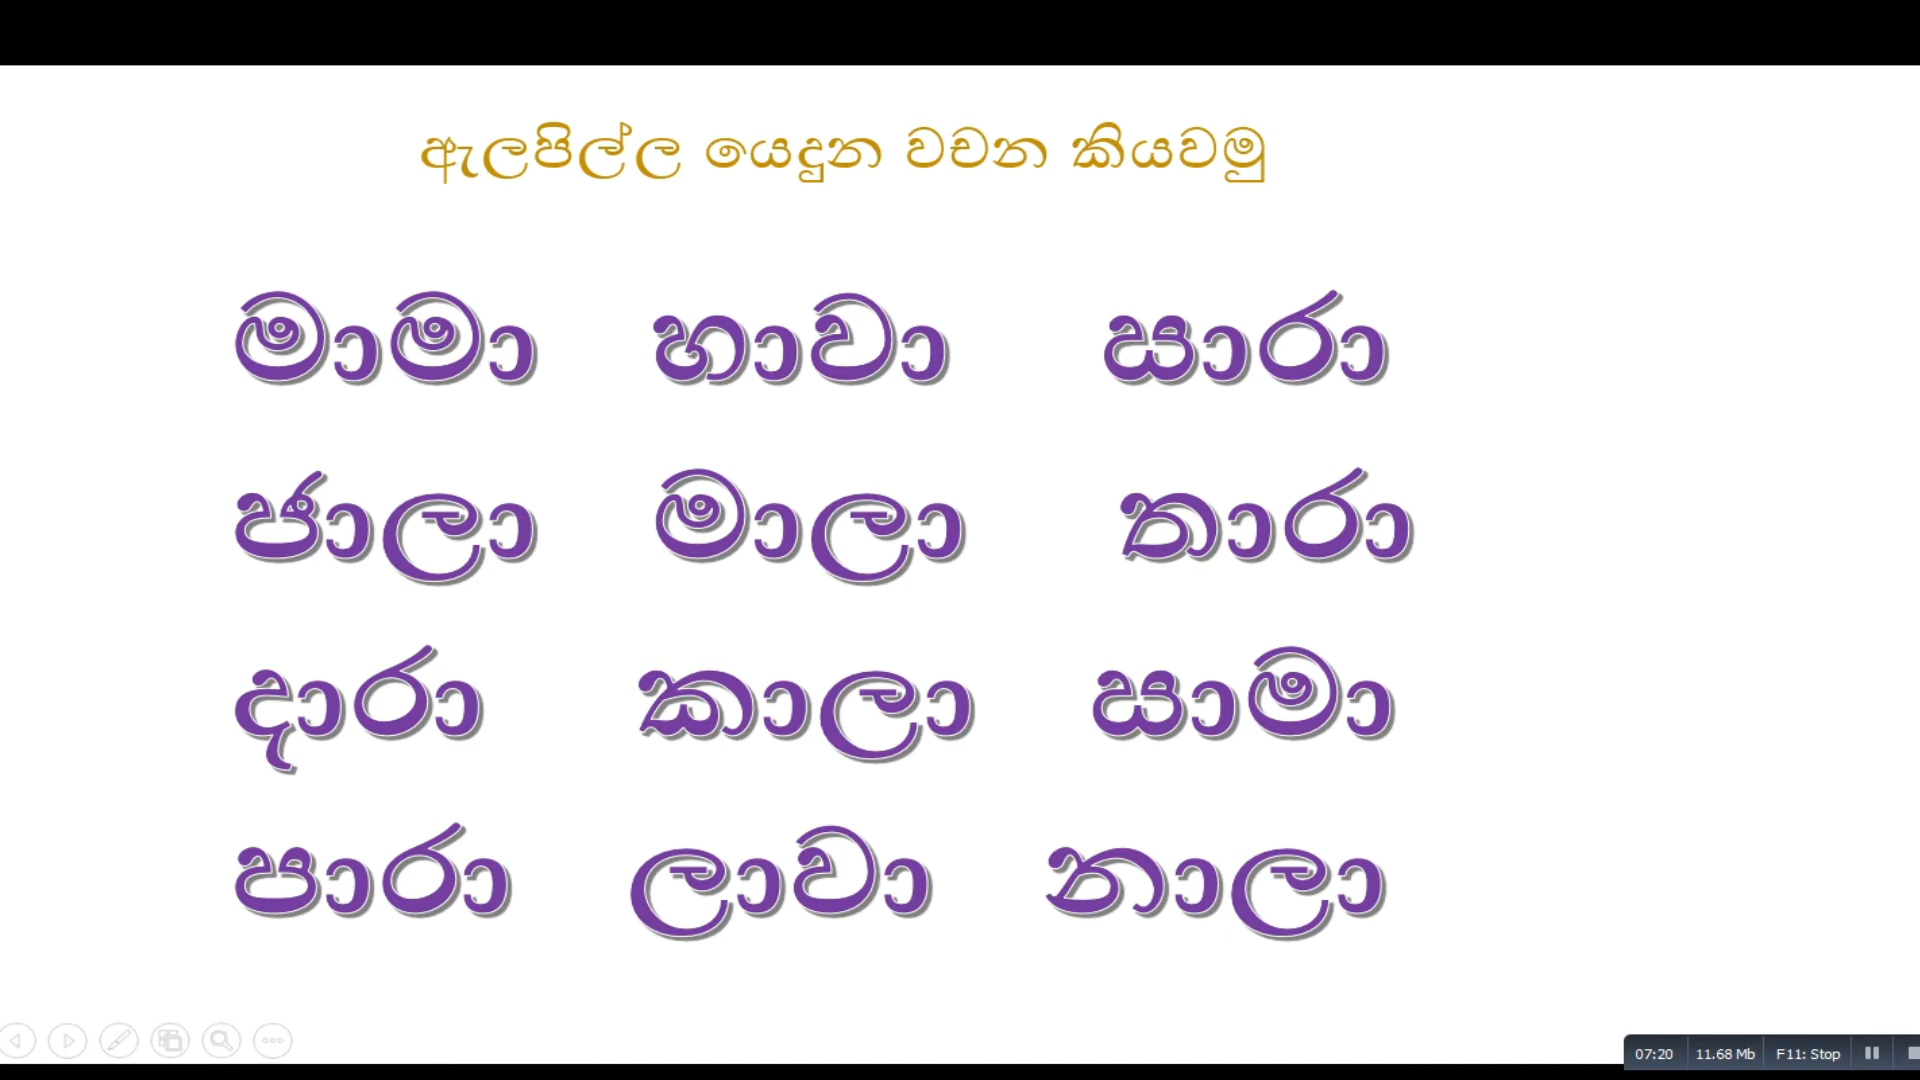 ඇලපිල්ල යෙදුන වචන කියවමු
මාමා හාවා සාරා
ජාලා මාලා තාරා
දාරා කාලා සාමා
පාරා ලාවා නාලා
07:20 11.68 Mb F11: Stop